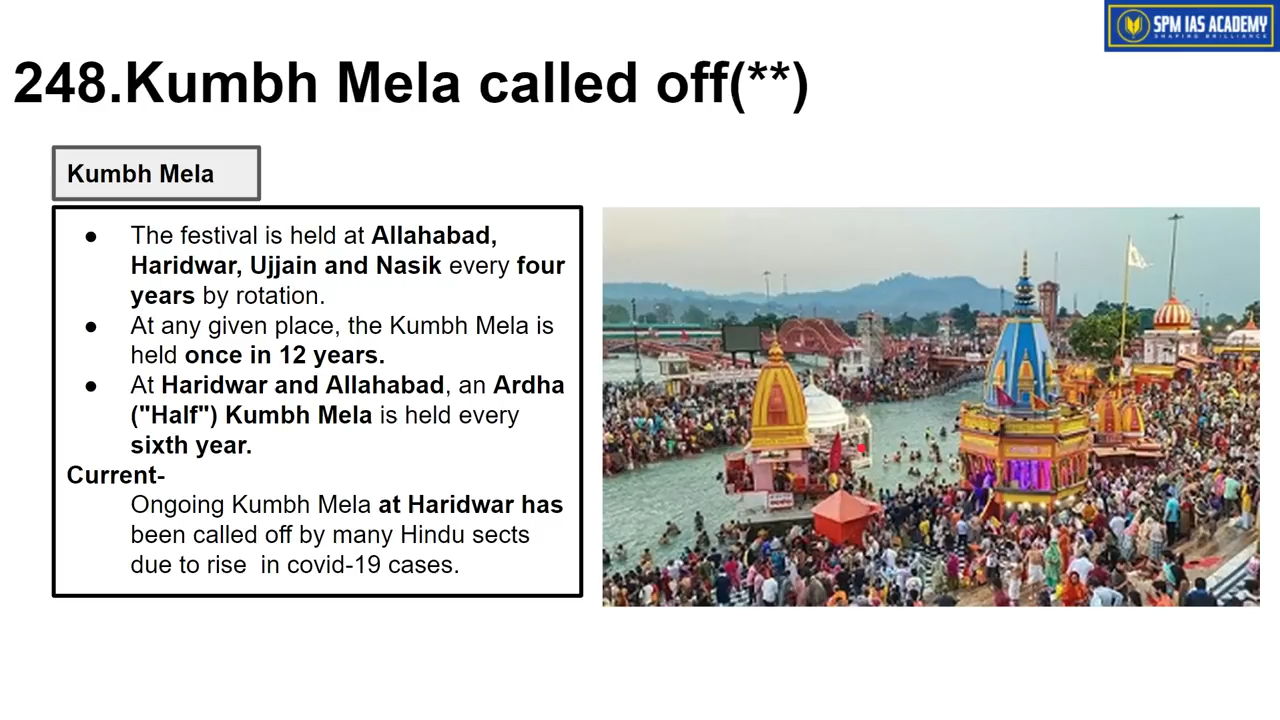 SPM IAS ACADEMY
SHAPING BRILLIANCE
248.Kumbh Mela called off(**)
Kumbh Mela
● The festival is held at Allahabad,
Haridwar, Ujjain and Nasik every four
years by rotation.
● At any given place, the Kumbh Mela is
held once in 12 years.
● At Haridwar and Allahabad, an Ardha
("Half") Kumbh Mela is held every
sixth year.
Current-
Ongoing Kumbh Mela at Haridwar has
been called off by many Hindu sects
due to rise  in covid-19 cases.